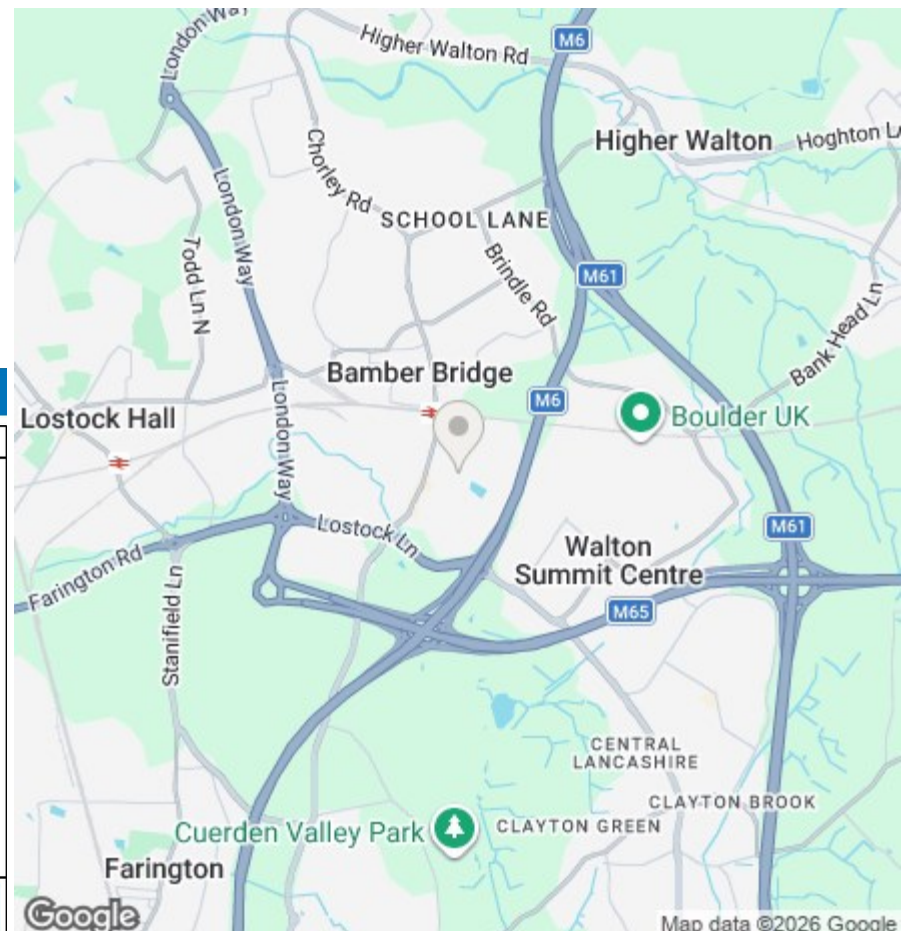 London Way
Higher Walton Rd
M6
Higher Walton
Hoghton L
Chorley Rd
London Way
SCHOOL LANE
Todd Ln N
Brindle Rd
M61
Bank Head Ln
Bamber Bridge
M6
Lostock Hall
London Way
Boulder UK
Lostock Ln
M61
Farington Rd
Walton
Summit Centre
Stanifield Ln
M65
CENTRAL
LANCASHIRE
CLAYTON BROOK
Cuerden Valley Park
CLAYTON GREEN
Farington
Google
Map data ©2026 Google